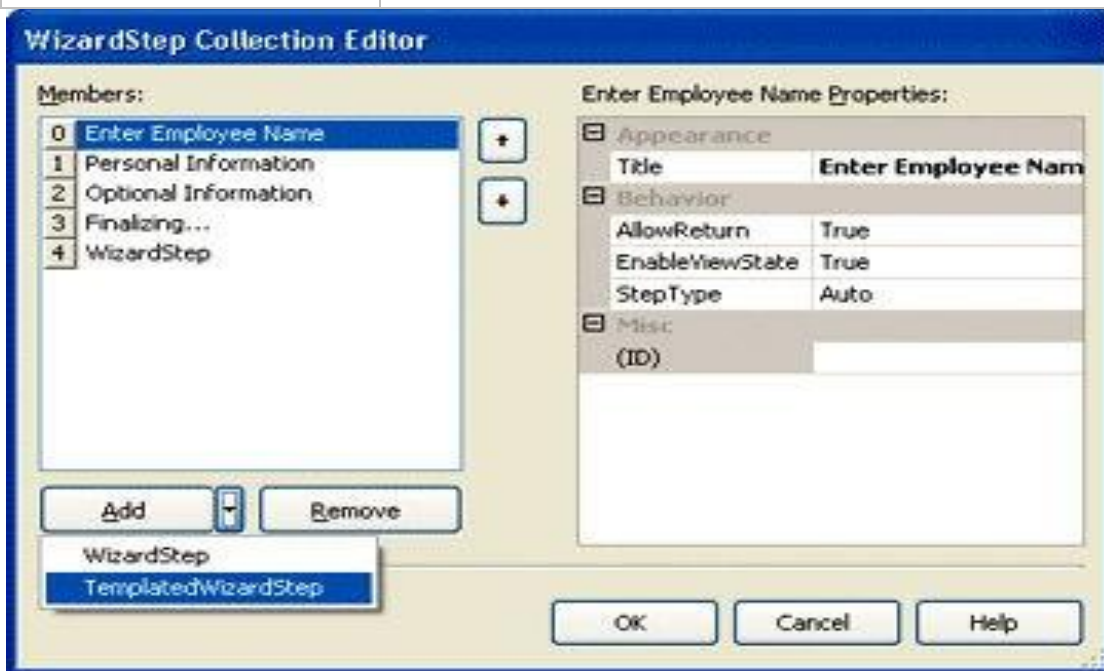 WizardStep Collection Editor
Members:
0 Enter Employee Name
1 Personal Information
2 Optional Information
3 Finalizing...
4 WizardStep
Add
Remove
WizardStep
TemplatedWizardStep
Enter Employee Name Properties:
Appearance
Title Enter Employee Nam
Behavior
AllowReturn True
EnableViewState True
StepType Auto
Misc
(ID)
OK
Cancel
Help